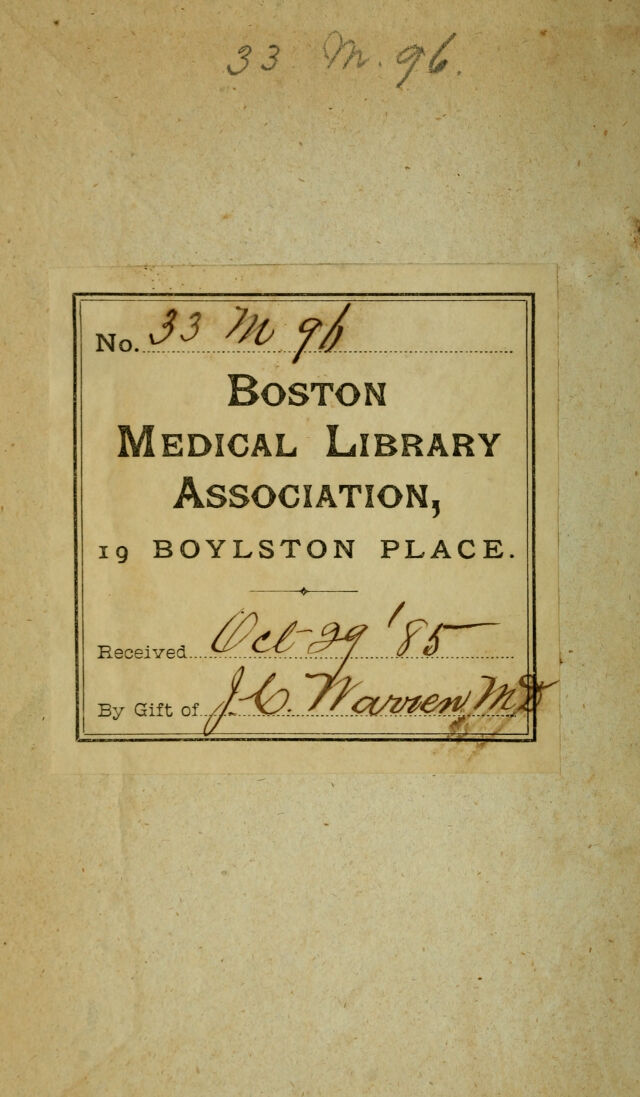 33 M. 96.
No. 33 M 96
BOSTON
MEDICAL LIBRARY
ASSOCIATION,
19 BOYLSTON PLACE.
Received Oct 29 '85
By Gift of J. C. Warren, M.D